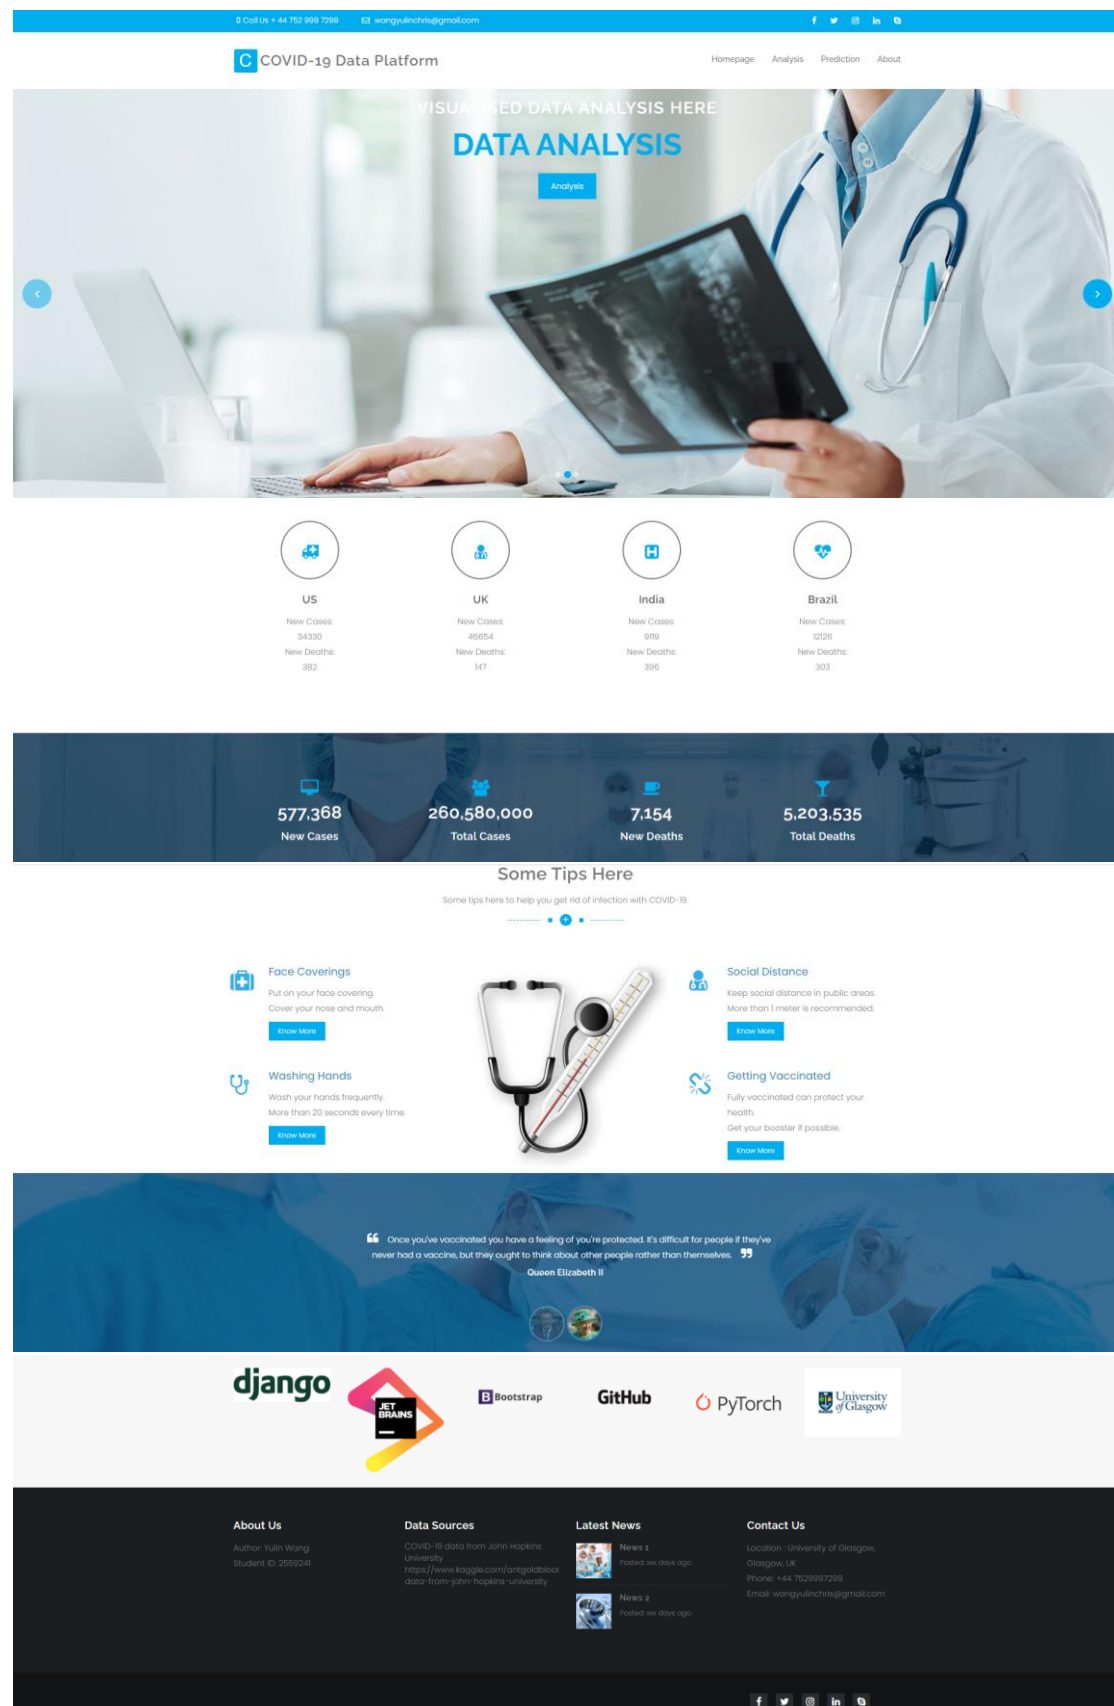 Call Us + 44 752 999 7299
wangyulinchris@gmail.com
C COVID-19 Data Platform
Homepage Analysis Prediction About
VISUALISED DATA ANALYSIS HERE
DATA ANALYSIS
Analysis
US
New Cases:
34330
New Deaths:
382
UK
New Cases:
46654
New Deaths:
147
India
New Cases:
9119
New Deaths:
396
Brazil
New Cases:
12126
New Deaths:
303
577,368
New Cases
260,580,000
Total Cases
7,154
New Deaths
5,203,535
Total Deaths
Some Tips Here
Some tips here to help you get rid of infection with COVID-19.
Face Coverings
Put on your face covering.
Cover your nose and mouth.
Know More
Washing Hands
Wash your hands frequently.
More than 20 seconds every time.
Know More
Social Distance
Keep social distance in public areas.
More than 1 meter is recommended.
Know More
Getting Vaccinated
Fully vaccinated can protect your
health.
Get your booster if possible.
Know More
Once you've vaccinated you have a feeling of you're protected. It's difficult for people if they've
never had a vaccine, but they ought to think about other people rather than themselves.
Queen Elizabeth II
django
JET
BRAINS
B Bootstrap
GitHub
PyTorch
University
of Glasgow
About Us
Author: Yulin Wang
Student ID: 2559241
Data Sources
COVID-19 data from John Hopkins
University
https://www.kaggle.com/antgoldbloo
data-from-john-hopkins-university
Latest News
News 1
Posted: xxx days ago
News 2
Posted: xxx days ago
Contact Us
Location : University of Glasgow,
Glasgow, UK
Phone: +44 7529997299
Email: wangyulinchris@gmail.com